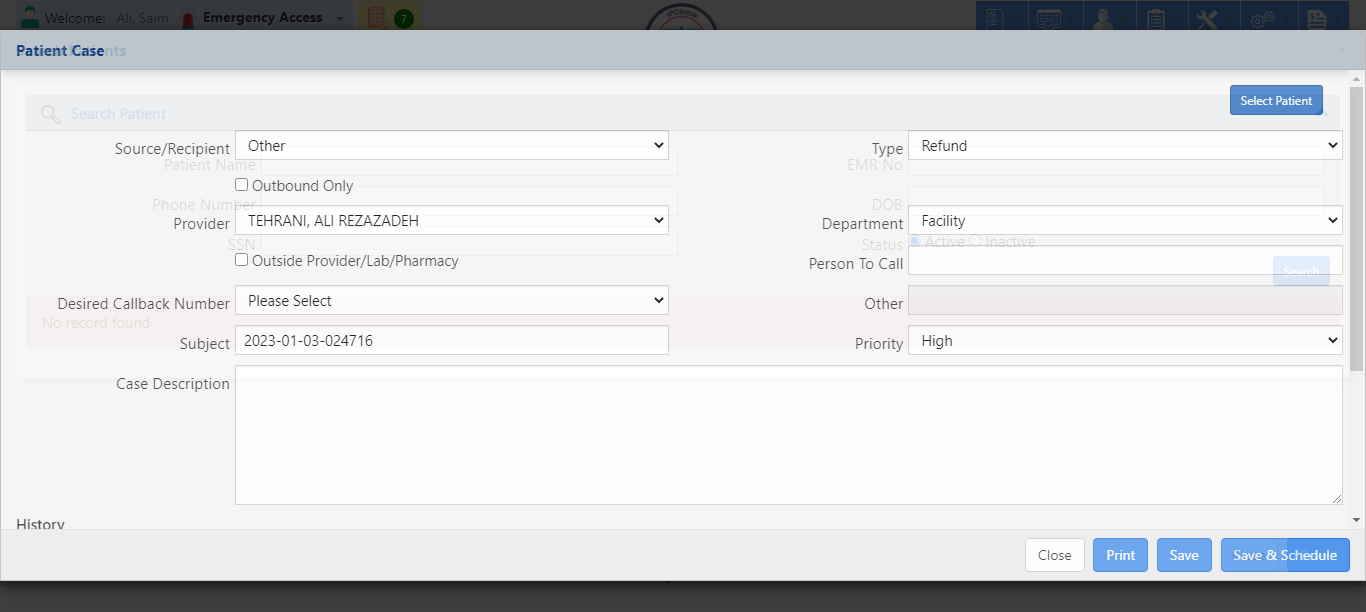 Welcome: Ali, Saim Emergency Access 7
IPClinical
Patient Case
Search Patient Select Patient
Source/Recipient Other Type Refund
Patient Name EMR No
Outbound Only
Phone Number DOB
Provider TEHRANI, ALI REZAZADEH Department Facility
SSN Status Active Inactive
Outside Provider/Lab/Pharmacy Person To Call
Search
Desired Callback Number Please Select Other
No record found
Subject 2023-01-03-024716 Priority High
Case Description
History
Close Print Save Save & Schedule